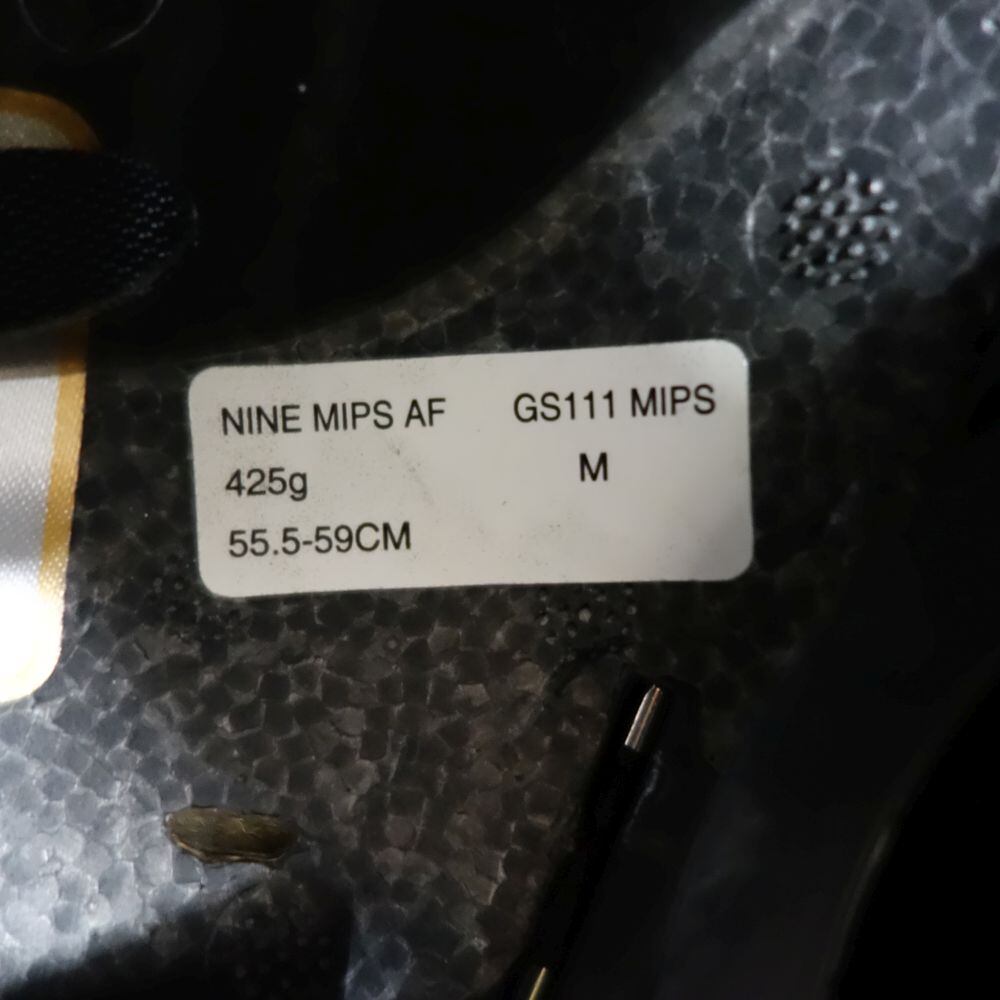 NINE MIPS AF GS111 MIPS
425g M
55.5-59CM